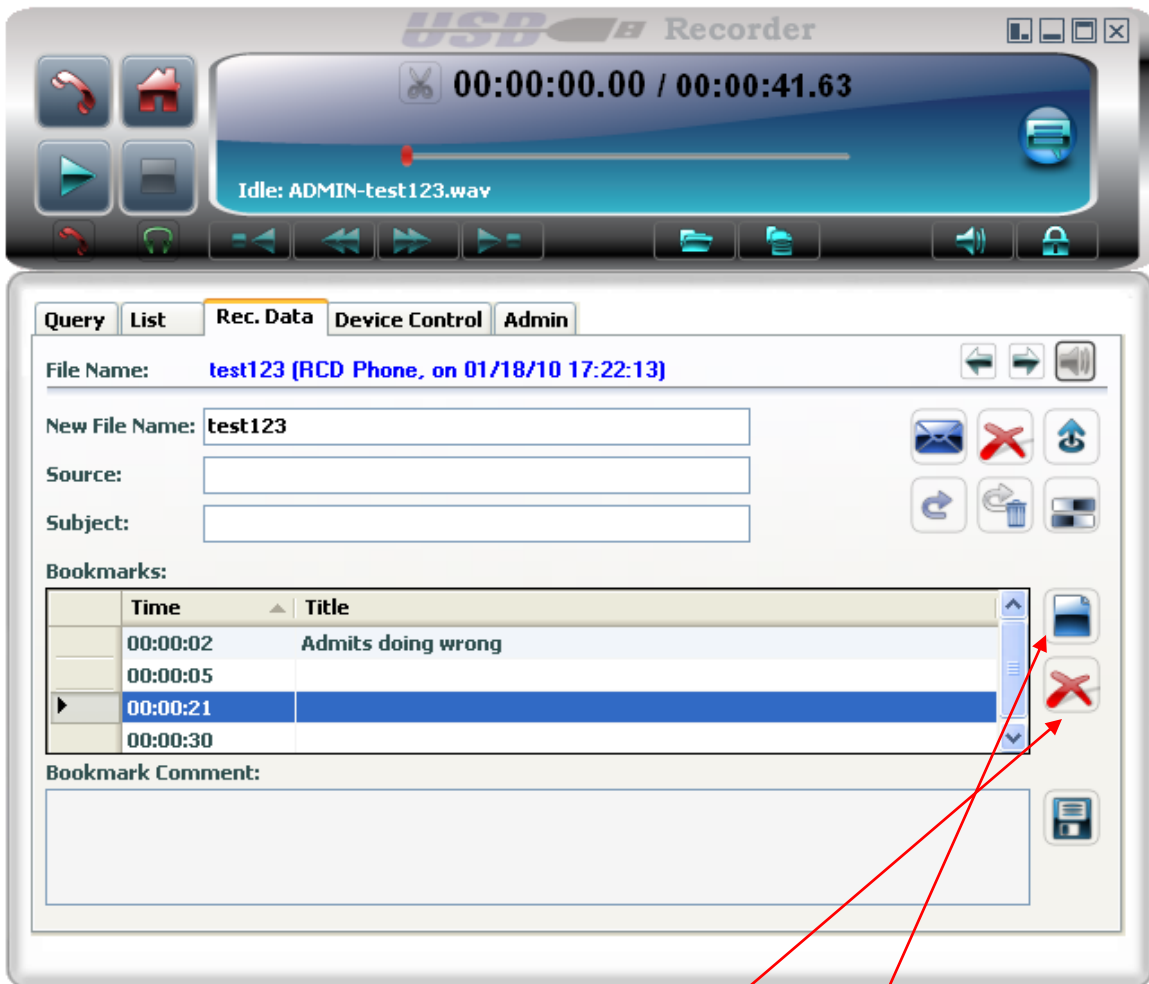 USB Recorder
00:00:00.00 / 00:00:41.63
Idle: ADMIN-test123.wav
Query List Rec. Data Device Control Admin
File Name: test123 (RCD Phone, on 01/18/10 17:22:13)
New File Name: test123
Source:
Subject:
Bookmarks:
Time Title
00:00:02 Admits doing wrong
00:00:05
00:00:21
00:00:30
Bookmark Comment: